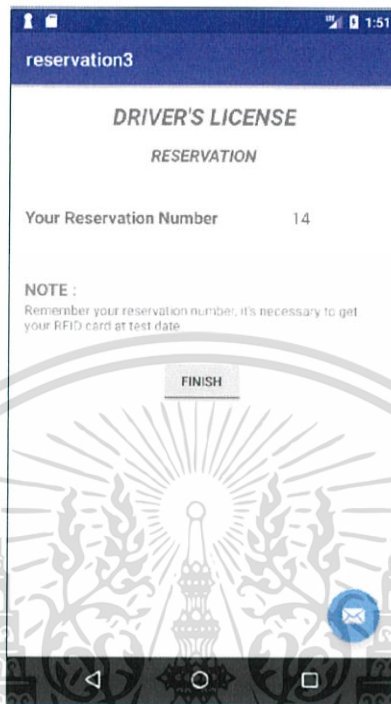 LTE 1:51
reservation3
DRIVER'S LICENSE
RESERVATION
Your Reservation Number 14
NOTE :
Remember your reservation number, it's necessary to get
your RFID card at test date
FINISH